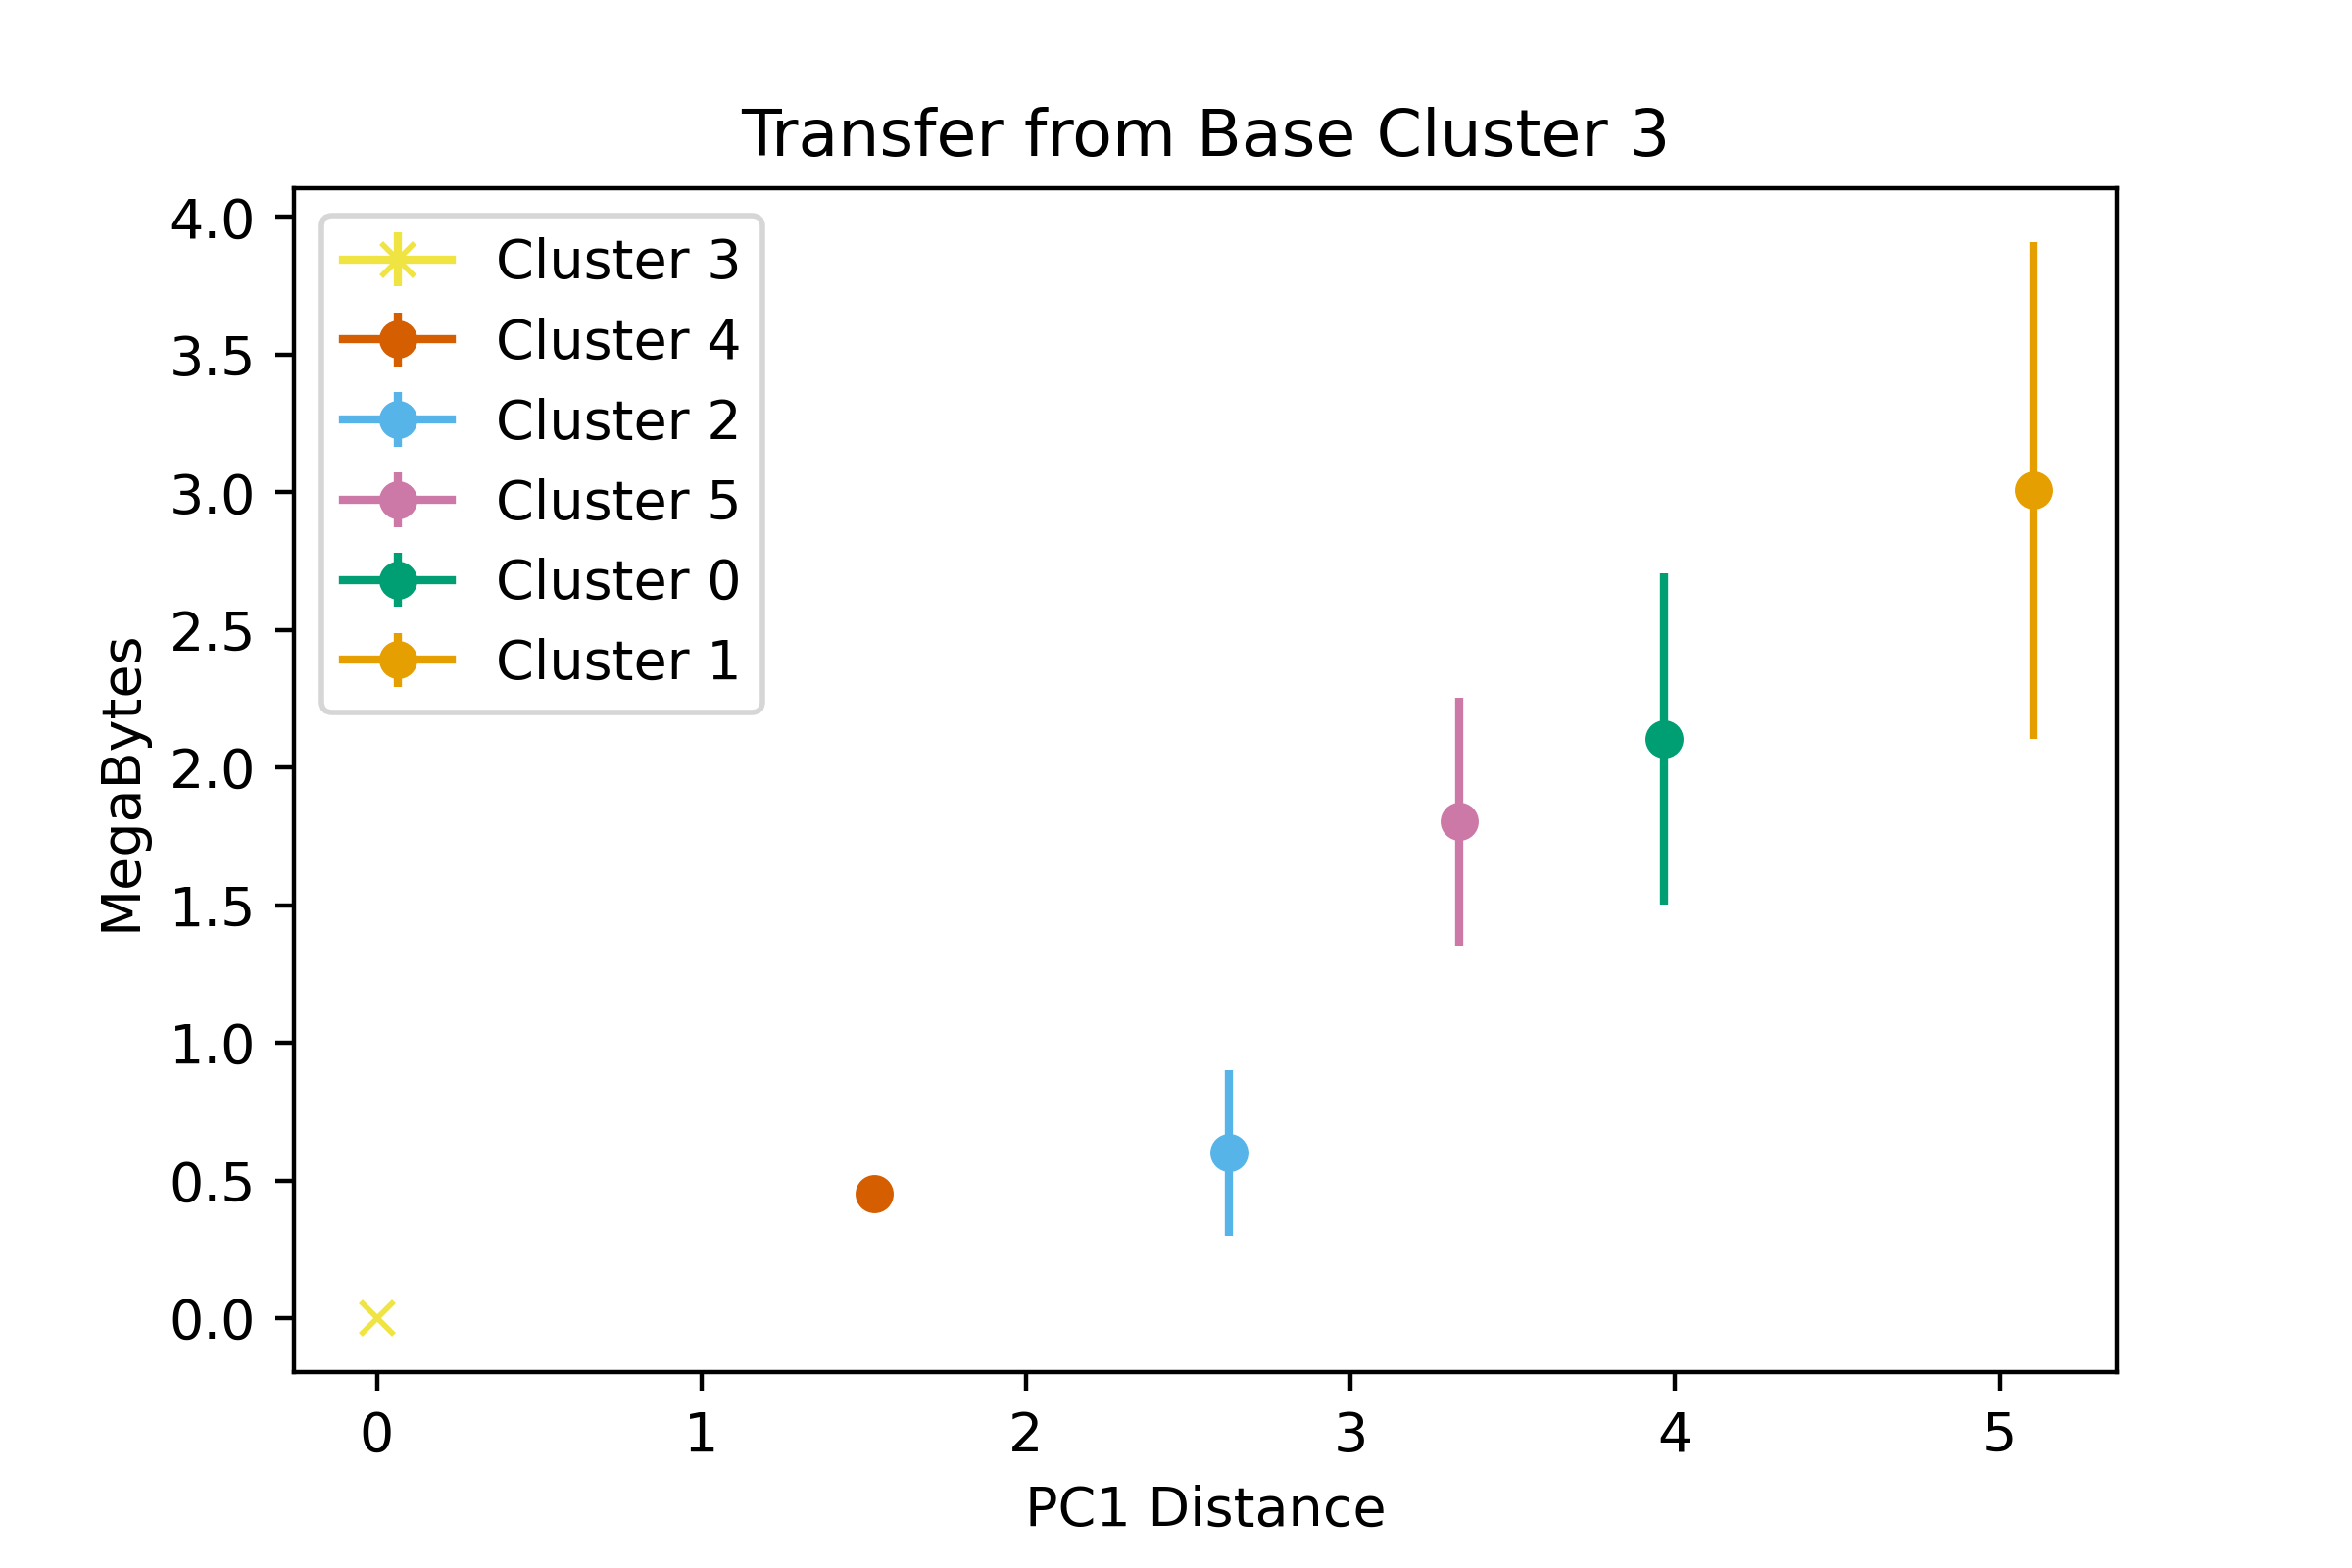 Transfer from Base Cluster 3
4.0
3.5
3.0
2.5
2.0
1.5
1.0
0.5
0.0
MegaBytes
Cluster 3
Cluster 4
Cluster 2
Cluster 5
Cluster 0
Cluster 1
0 1 2 3 4 5
PC1 Distance